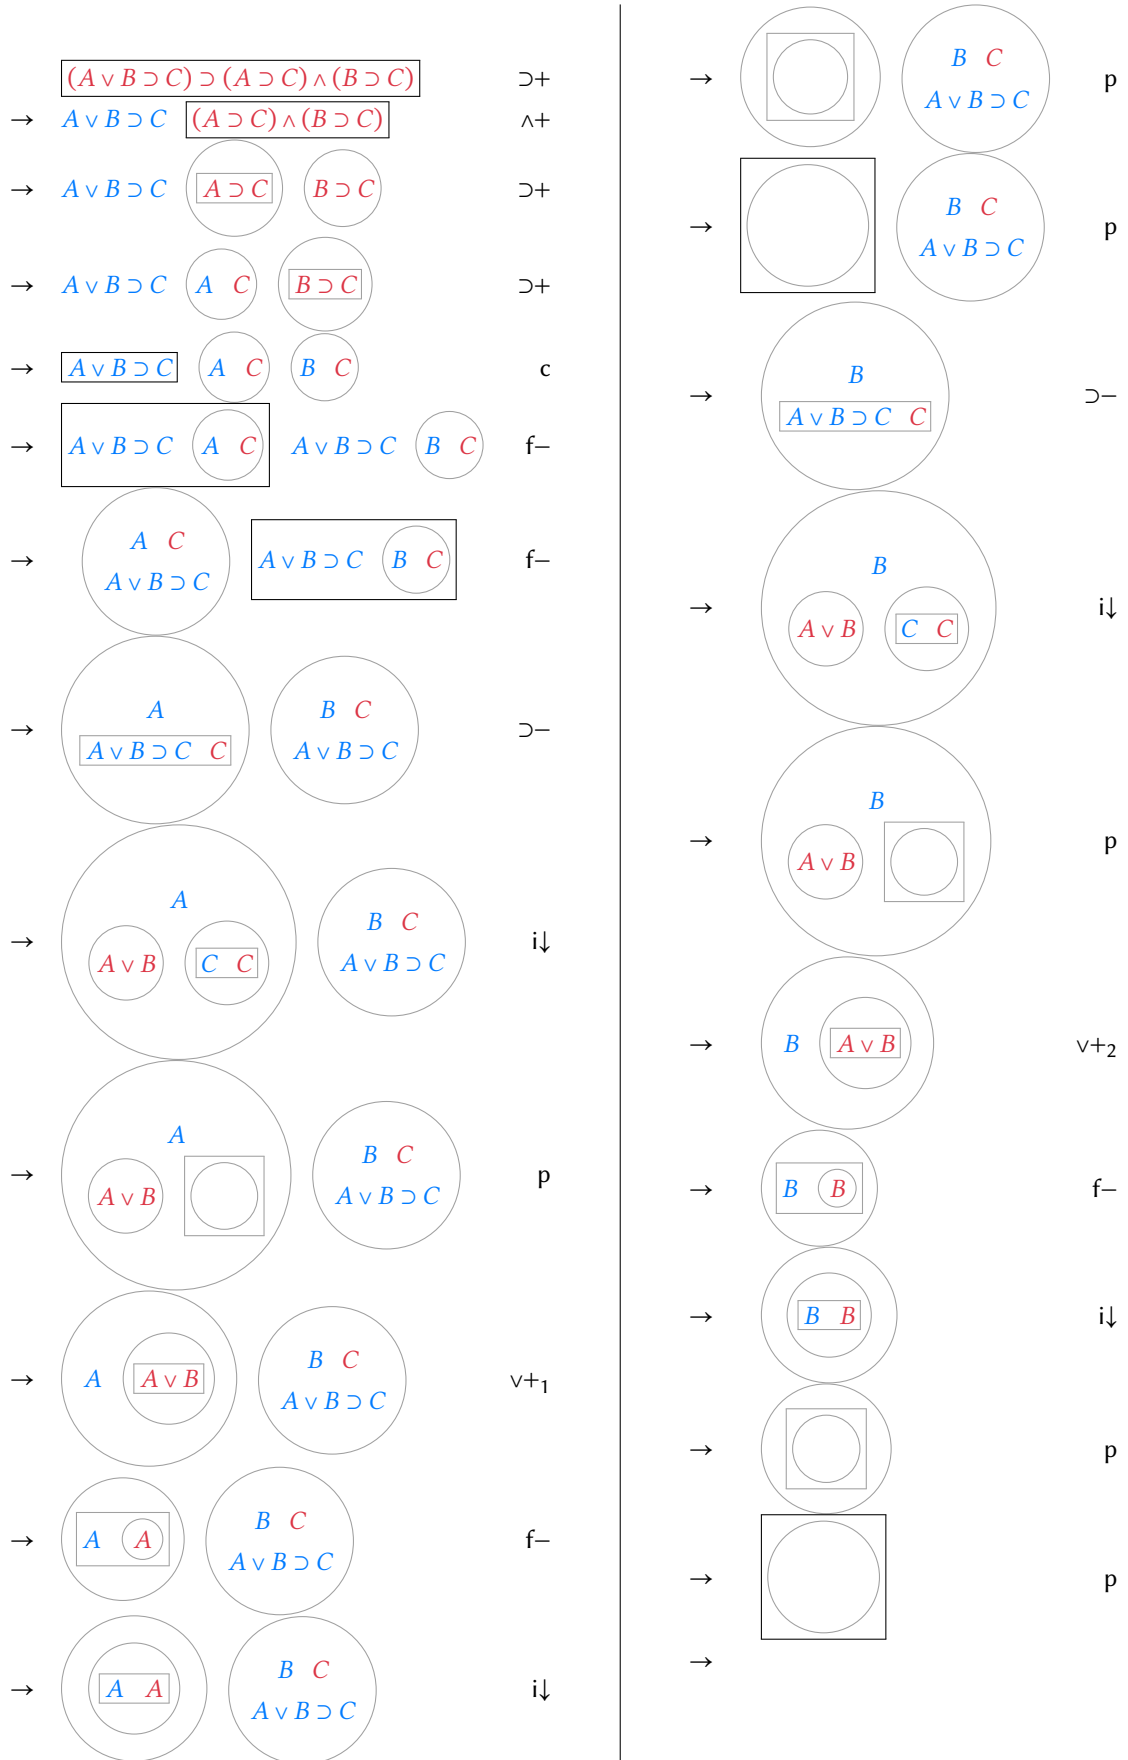 (A ∨ B ⊃ C) ⊃ (A ⊃ C) ∧ (B ⊃ C) ⊃+
→ A ∨ B ⊃ C (A ⊃ C) ∧ (B ⊃ C) ∧+
→ A ∨ B ⊃ C A ⊃ C B ⊃ C ⊃+
→ A ∨ B ⊃ C A C B ⊃ C ⊃+
→ A ∨ B ⊃ C A C B C c
→ A ∨ B ⊃ C A C A ∨ B ⊃ C B C f−
A C
→ A ∨ B ⊃ C B C f−
A ∨ B ⊃ C
A B C
→ ⊃−
A ∨ B ⊃ C C A ∨ B ⊃ C
A
B C
→ i↓
A ∨ B C C A ∨ B ⊃ C
A
B C
→ p
A ∨ B A ∨ B ⊃ C
B C
→ A A ∨ B ∨+₁
A ∨ B ⊃ C
B C
→ A A f−
A ∨ B ⊃ C
B C
→ A A i↓
A ∨ B ⊃ C
B C
→ p
A ∨ B ⊃ C
B C
→ p
A ∨ B ⊃ C
B
→ ⊃−
A ∨ B ⊃ C C
B
→ i↓
A ∨ B C C
B
→ p
A ∨ B
→ B A ∨ B ∨+₂
→ B B f−
→ B B i↓
→ p
→ p
→